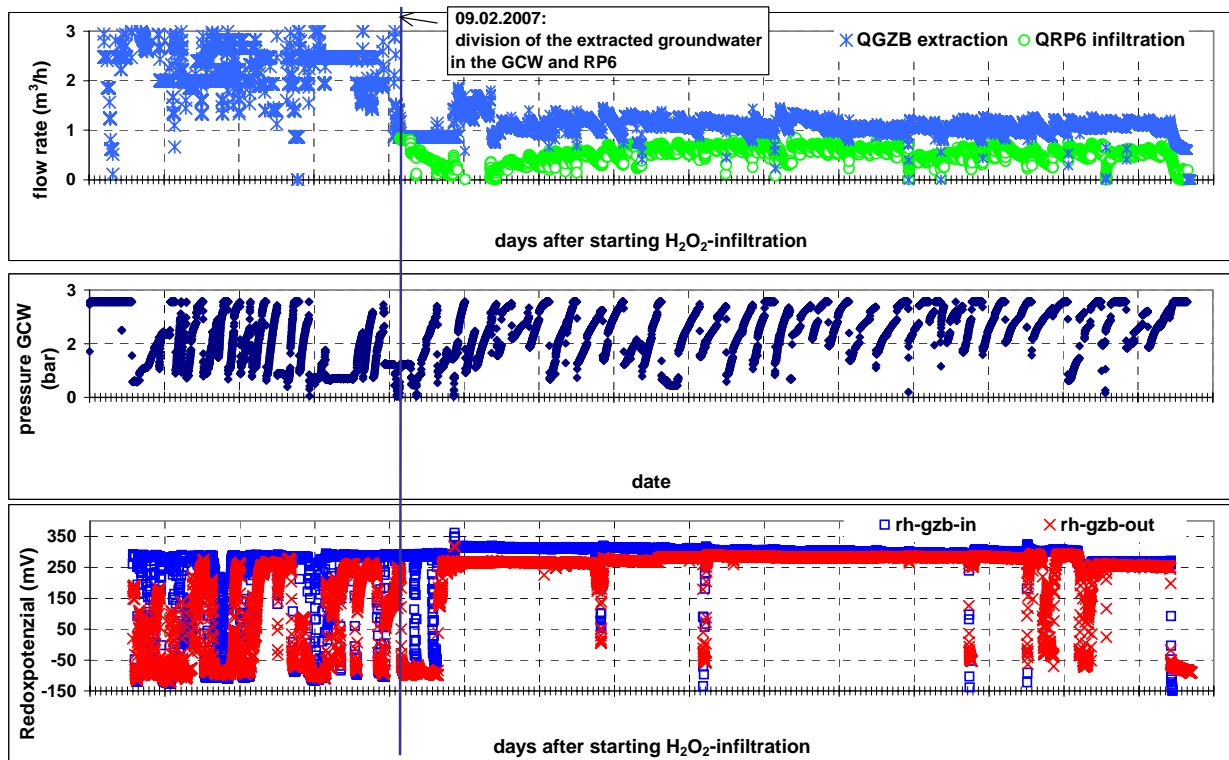 09.02.2007:
division of the extracted groundwater
in the GCW and RP6
QGZB extraction
QRP6 infiltration
3
2
1
0
flow rate (m³/h)
days after starting H₂O₂-infiltration
3
2
0
pressure GCW
(bar)
date
rh-gzb-in
rh-gzb-out
350
250
150
50
-50
-150
Redoxpotenzial (mV)
days after starting H₂O₂-infiltration